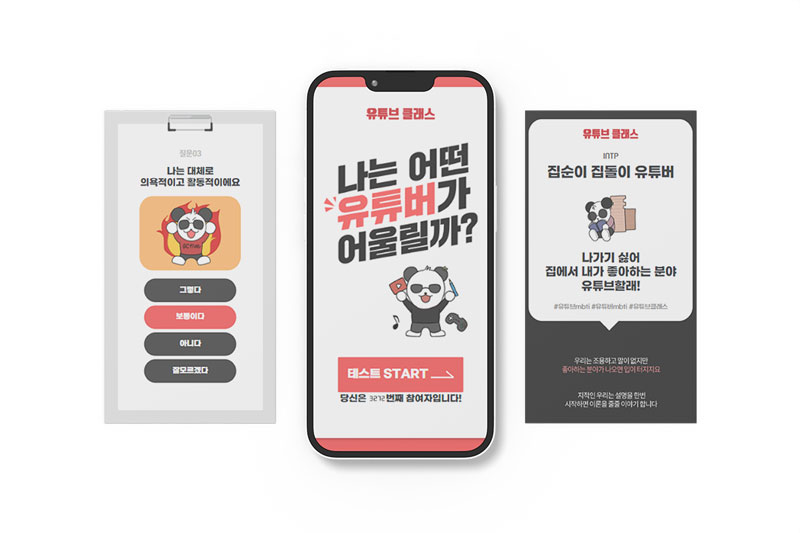 질문03
나는 대체로
의욕적이고 활동적이에요
그렇다
보통이다
아니다
잘모르겠다
유튜브 클래스
나는 어떤
유튜버가
어울릴까?
테스트 START
당신은 3272 번째 참여자입니다!
유튜브 클래스
INTP
집순이 집돌이 유튜버
나가기 싫어
집에서 내가 좋아하는 분야
유튜브할래!
#유튜브mbti #유튜버mbti #유튜브클래스
우리는 조용하고 말이 없지만
좋아하는 분야가 나오면 입이 터지지요
지적인 우리는 설명을 한번
시작하면 이론을 줄줄 이야기 합니다